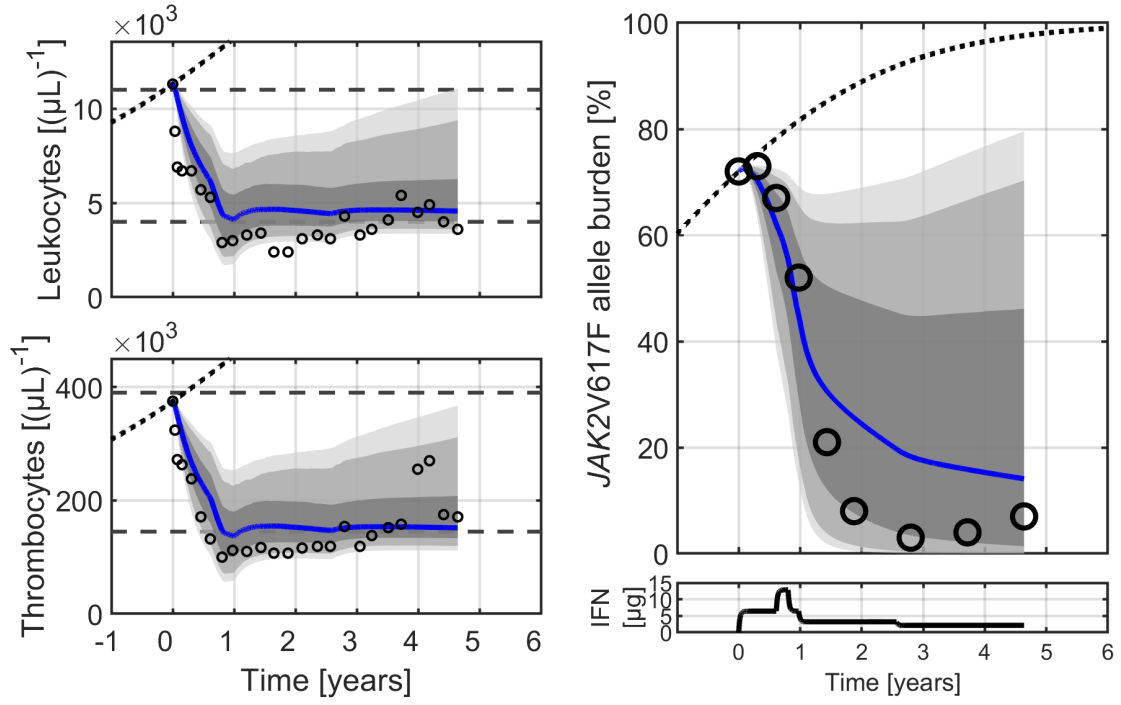 ×10³
Leukocytes [(μL)⁻¹]
10
5
0
×10³
Thrombocytes [(μL)⁻¹]
400
200
0
-1 0 1 2 3 4 5 6
Time [years]
JAK2V617F allele burden [%]
100
80
60
40
20
0
IFN
[μg]
15
10
5
0
0 1 2 3 4 5 6
Time [years]